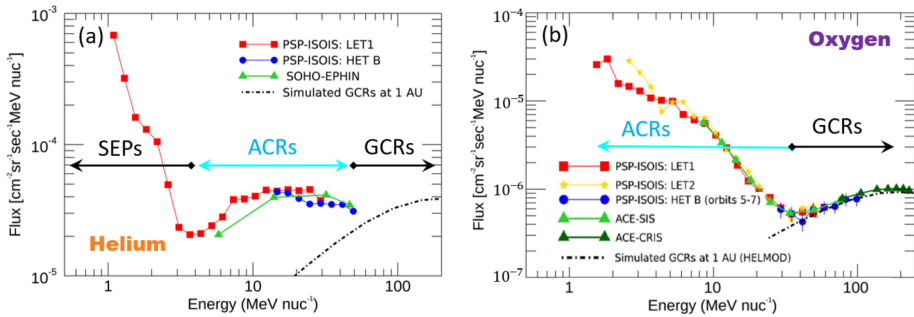 (a)
PSP-ISOIS: LET1
PSP-ISOIS: HET B
SOHO-EPHIN
Simulated GCRs at 1 AU
SEPs
ACRs
GCRs
Helium
Flux [cm⁻²sr⁻¹sec⁻¹MeV nuc⁻¹]
10⁻³
10⁻⁴
10⁻⁵
1
10
100
Energy (MeV nuc⁻¹)
(b)
Oxygen
ACRs
GCRs
PSP-ISOIS: LET1
PSP-ISOIS: LET2
PSP-ISOIS: HET B (orbits 5-7)
ACE-SIS
ACE-CRIS
Simulated GCRs at 1 AU (HELMOD)
Flux [cm⁻²sr⁻¹sec⁻¹MeV nuc⁻¹]
10⁻⁴
10⁻⁵
10⁻⁶
10⁻⁷
1
10
100
Energy (MeV nuc⁻¹)